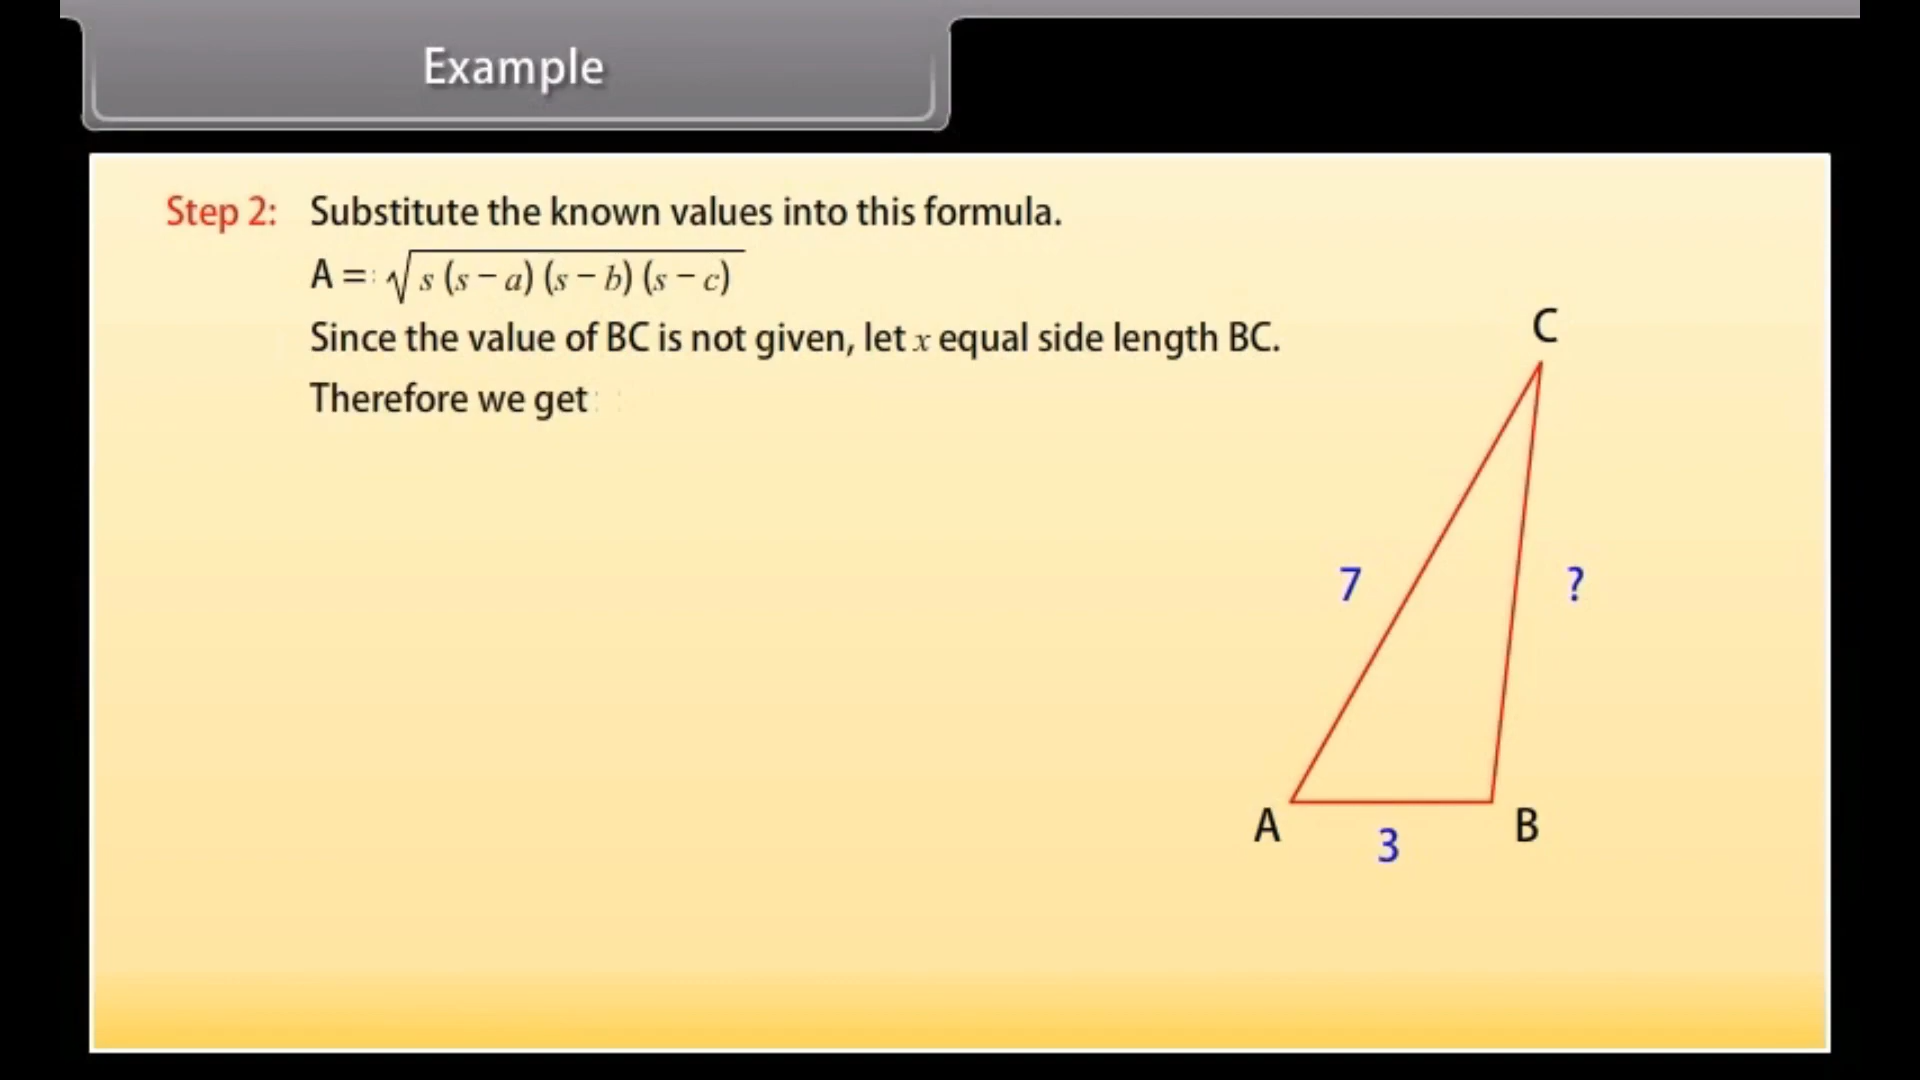 Example
Step 2: Substitute the known values into this formula.
A = √s (s − a) (s − b) (s − c)
Since the value of BC is not given, let x equal side length BC.
Therefore we get
C
7
?
A
B
3